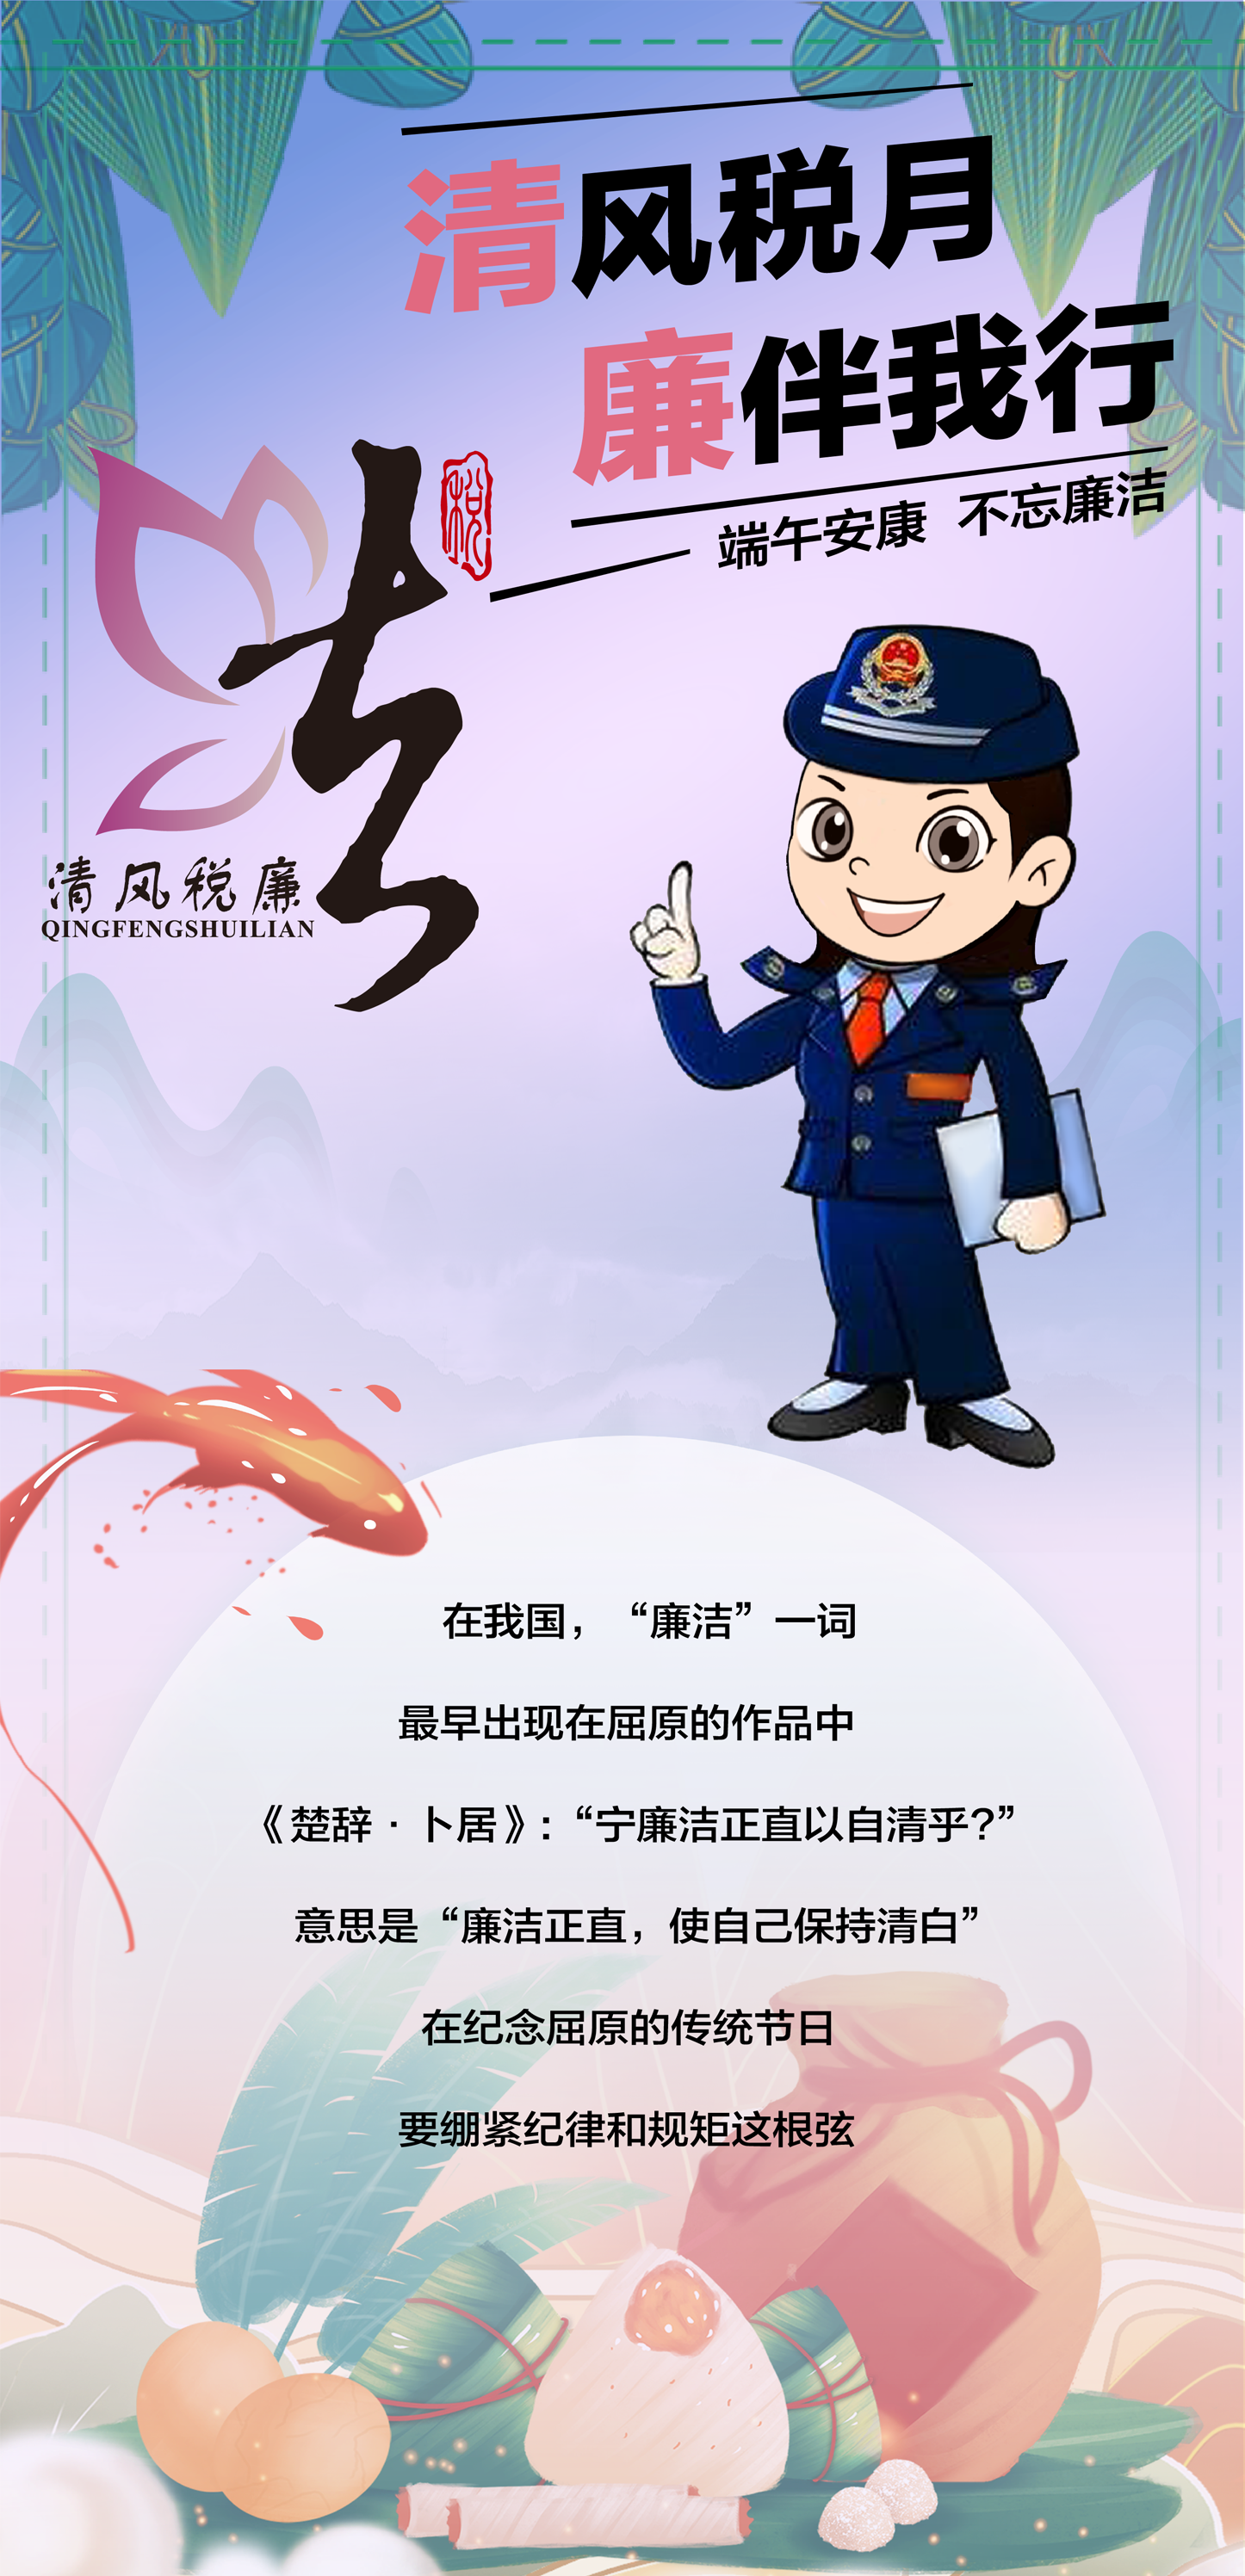 清风税月
廉伴我行
端午安康 不忘廉洁
税
清风税廉
QINGFENGSHUILIAN
在我国，“廉洁”一词
最早出现在屈原的作品中
《楚辞·卜居》：“宁廉洁正直以自清乎？”
意思是“廉洁正直，使自己保持清白”
在纪念屈原的传统节日
要绷紧纪律和规矩这根弦